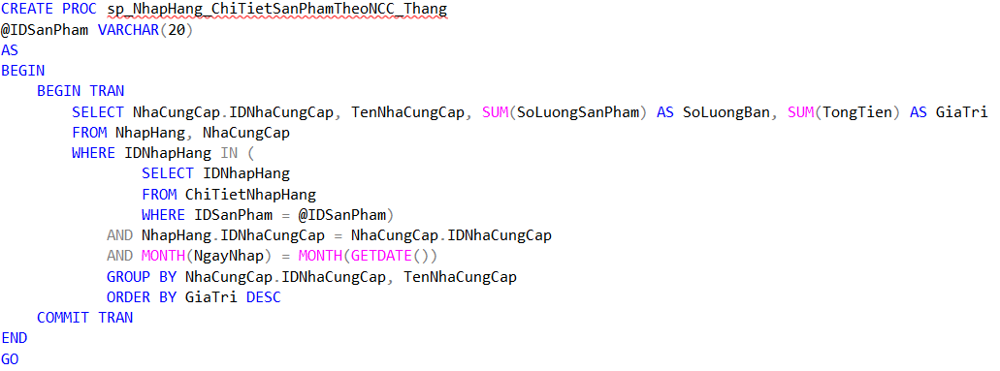 CREATE PROC sp_NhapHang_ChiTietSanPhamTheoNCC_Thang
@IDSanPham VARCHAR(20)
AS
BEGIN
BEGIN TRAN
SELECT NhaCungCap.IDNhaCungCap, TenNhaCungCap, SUM(SoLuongSanPham) AS SoLuongBan, SUM(TongTien) AS GiaTri
FROM NhapHang, NhaCungCap
WHERE IDNhapHang IN (
SELECT IDNhapHang
FROM ChiTietNhapHang
WHERE IDSanPham = @IDSanPham)
AND NhapHang.IDNhaCungCap = NhaCungCap.IDNhaCungCap
AND MONTH(NgayNhap) = MONTH(GETDATE())
GROUP BY NhaCungCap.IDNhaCungCap, TenNhaCungCap
ORDER BY GiaTri DESC
COMMIT TRAN
END
GO